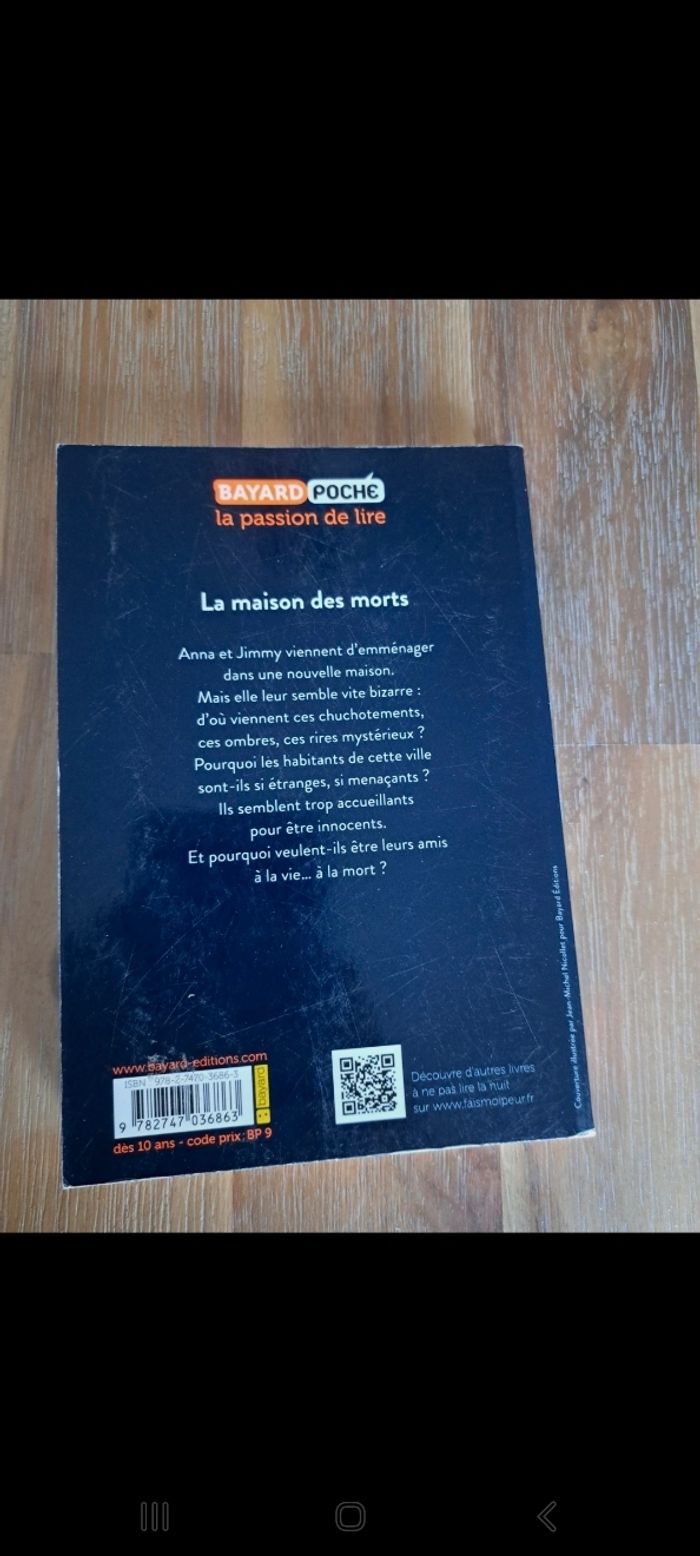 BAYARD POCHE
la passion de lire
La maison des morts
Anna et Jimmy viennent d'emménager
dans une nouvelle maison.
Mais elle leur semble vite bizarre :
d'où viennent ces chuchotements,
ces ombres, ces rires mystérieux ?
Pourquoi les habitants de cette ville
sont-ils si étranges, si menaçants ?
Ils semblent trop accueillants
pour être innocents.
Et pourquoi veulent-ils être leurs amis
à la vie... à la mort ?
Couverture illustrée par Jean-Michel Nicollet pour Bayard Éditions
www.bayard-editions.com
ISBN 978-2-7470-3686-3
9 782747 036863
bayard
dès 10 ans - code prix: BP 9
Découvre d'autres livres
à ne pas lire la nuit
sur www.faismoipeur.fr